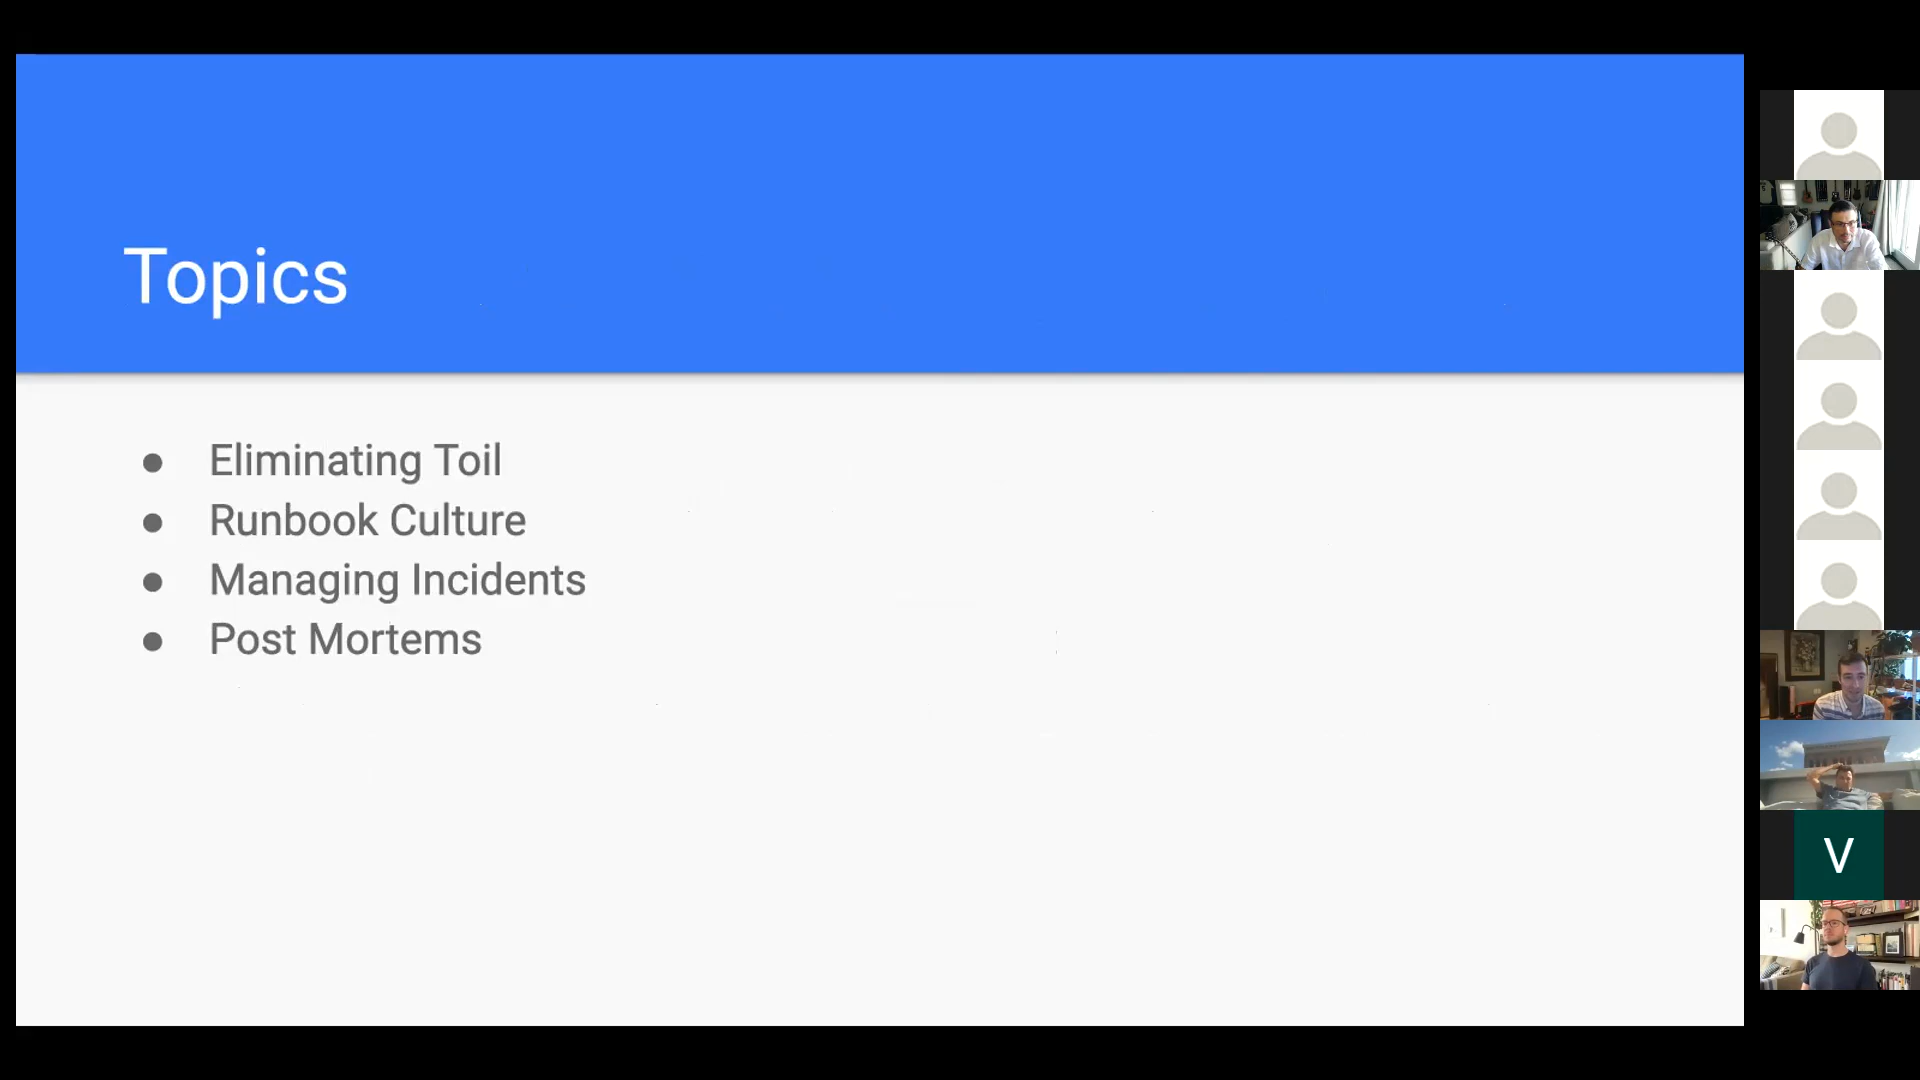 Topics
Eliminating Toil
Runbook Culture
Managing Incidents
Post Mortems
V